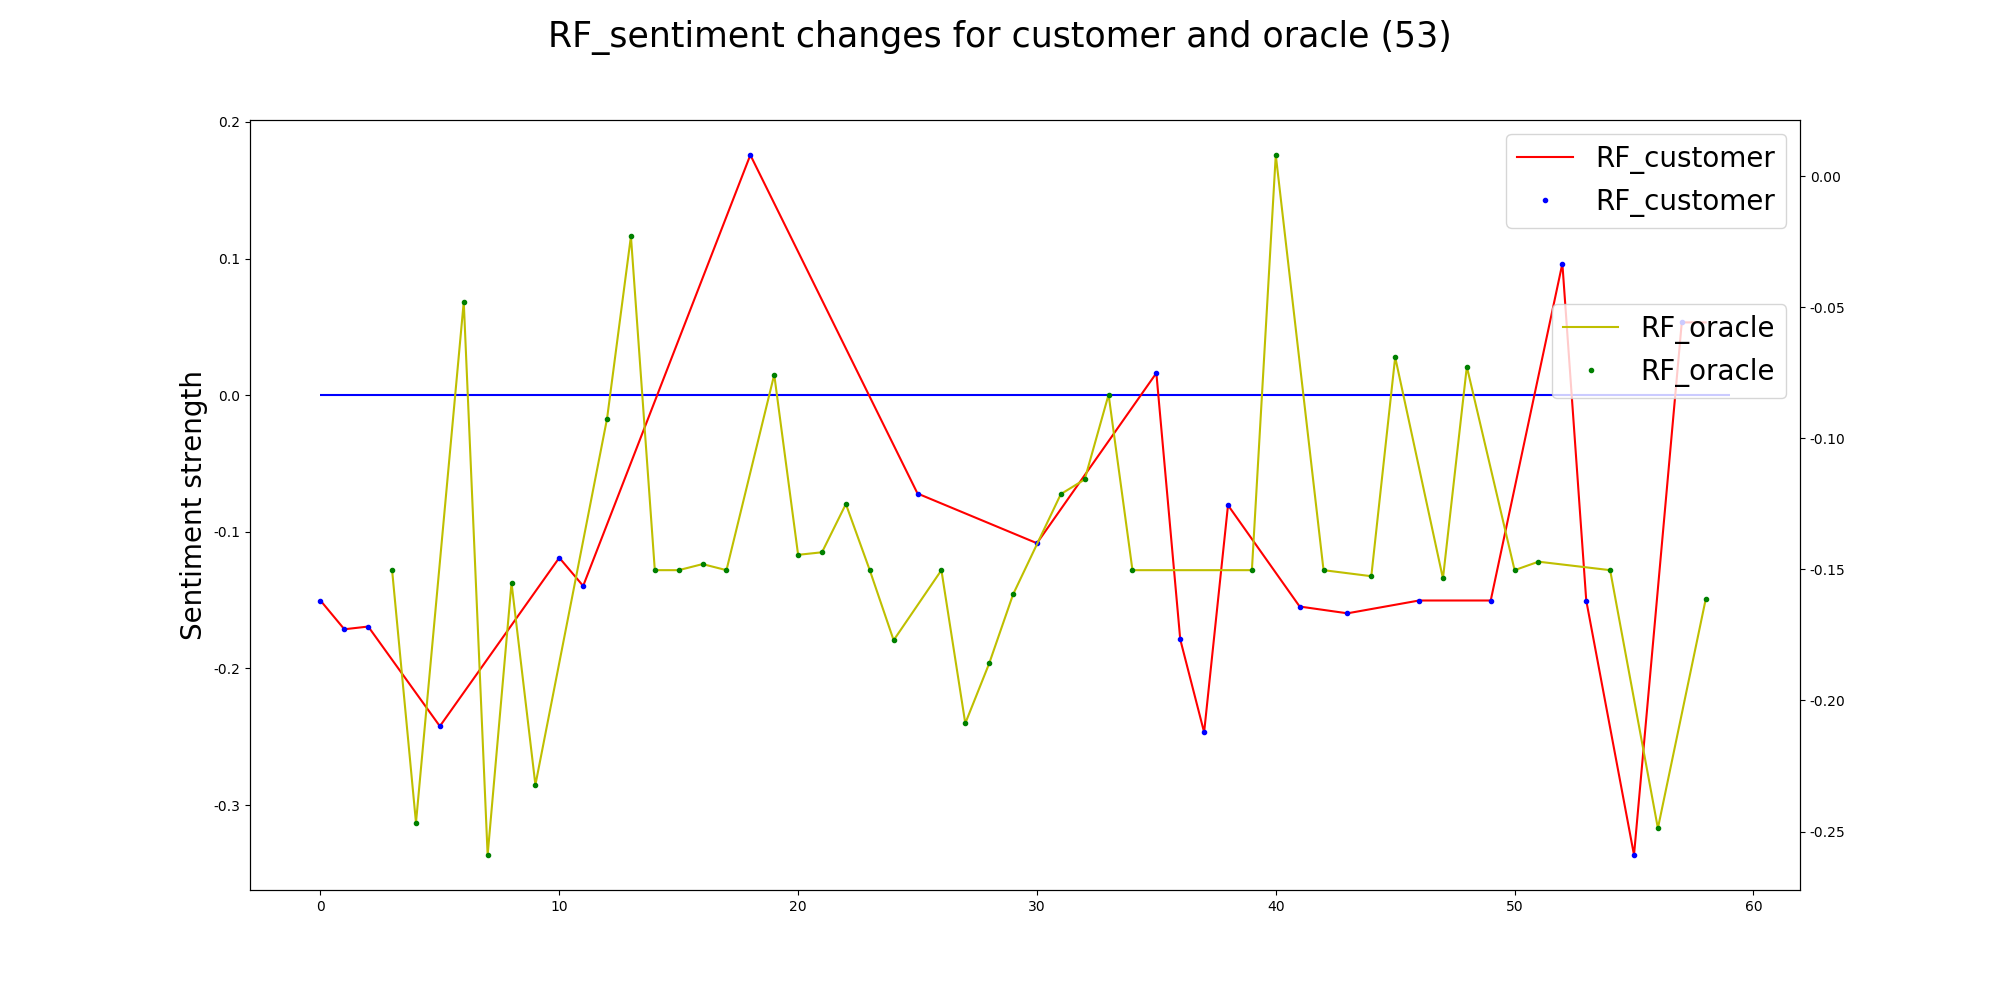 RF_sentiment changes for customer and oracle (53)
Sentiment strength
0.2
0.1
0.0
-0.1
-0.2
-0.3
0 10 20 30 40 50 60
0.00
-0.05
-0.10
-0.15
-0.20
-0.25
RF_customer
RF_customer
RF_oracle
RF_oracle